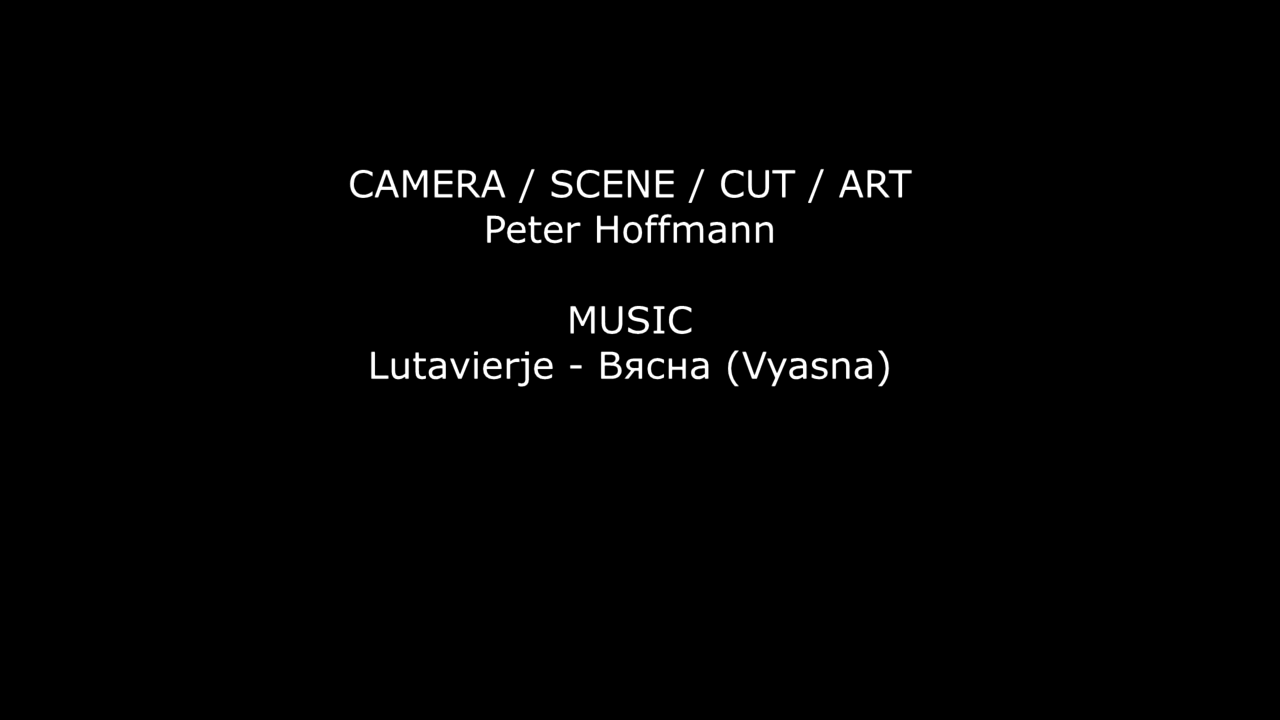 CAMERA / SCENE / CUT / ART
Peter Hoffmann
MUSIC
Lutavierje - Вясна (Vyasna)